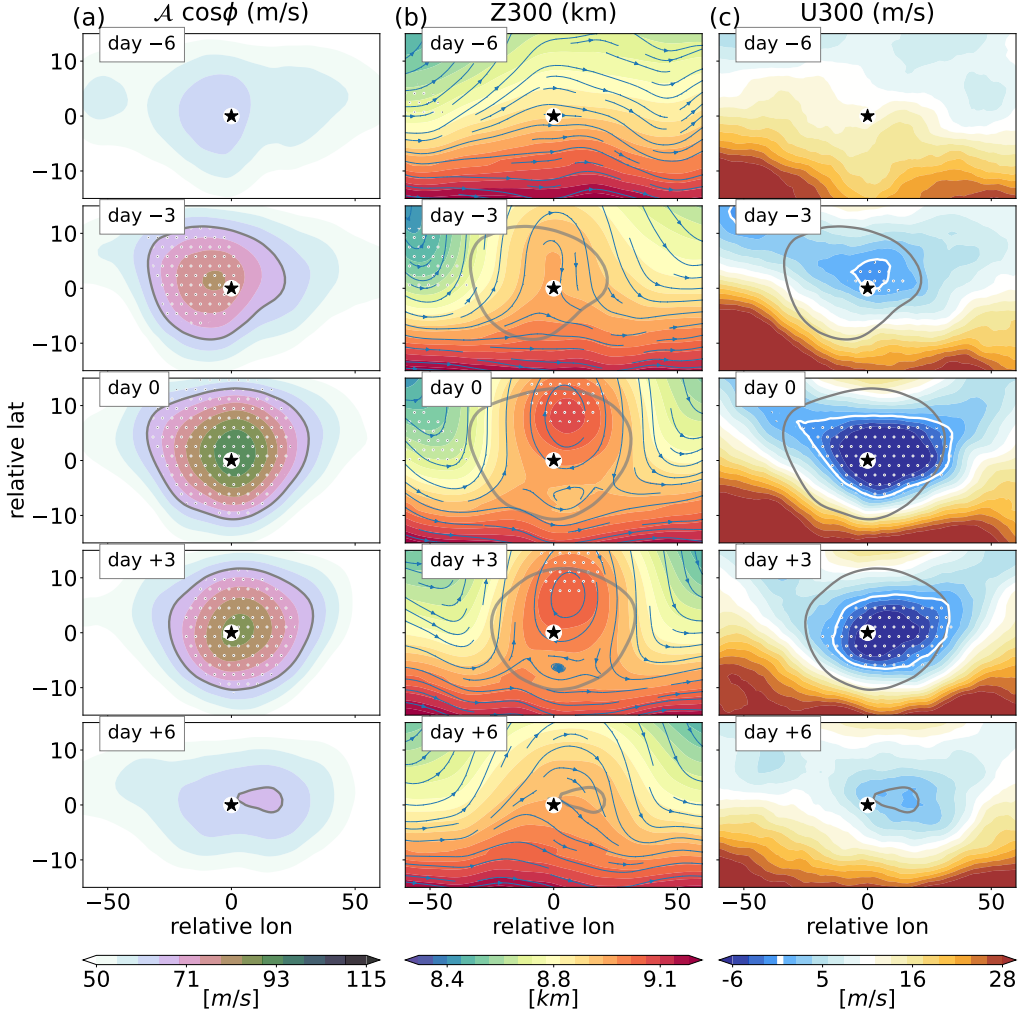 (a) 𝒜 cosϕ (m/s) (b) Z300 (km) (c) U300 (m/s)
day −6 day −6 day −6
10
0
−10
day −3 day −3 day −3
10
0
−10
day 0 day 0 day 0
10
0
−10
relative lat
day +3 day +3 day +3
10
0
−10
day +6 day +6 day +6
10
0
−10
−50 0 50 −50 0 50 −50 0 50
relative lon relative lon relative lon
50 71 93 115 8.4 8.8 9.1 -6 5 16 28
[m/s] [km] [m/s]